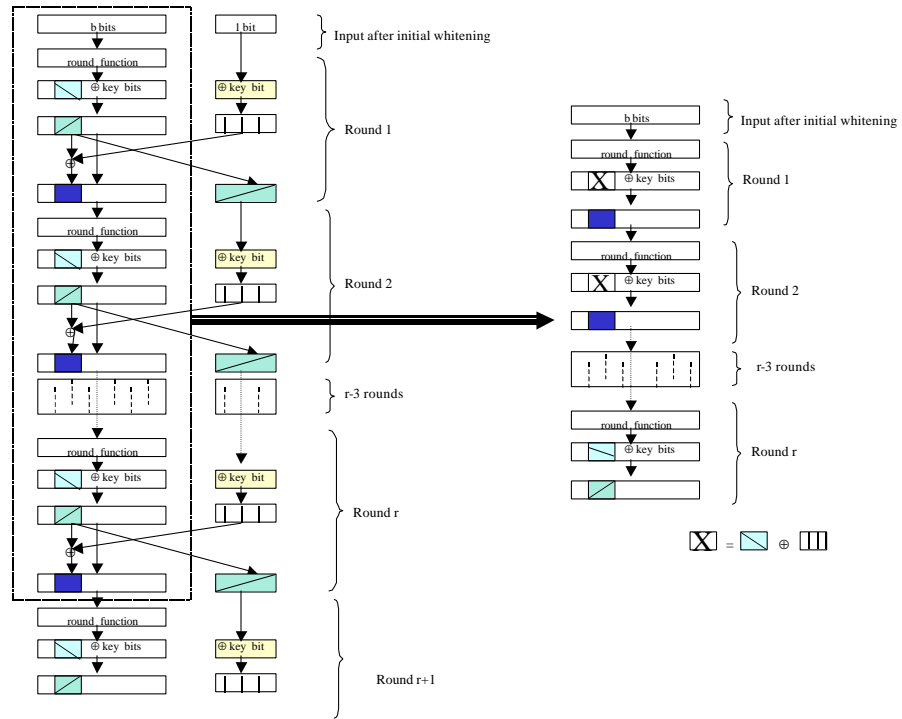 b bits
1 bit
Input after initial whitening
round function
⊕ key bits
⊕ key bit
Round 1
⊕
round function
⊕ key bits
⊕ key bit
Round 2
⊕
r-3 rounds
round function
⊕ key bits
⊕ key bit
Round r
⊕
round function
⊕ key bits
⊕ key bit
Round r+1
b bits
Input after initial whitening
round function
X ⊕ key bits
Round 1
round function
X ⊕ key bits
Round 2
r-3 rounds
round function
⊕ key bits
Round r
X = ⊕